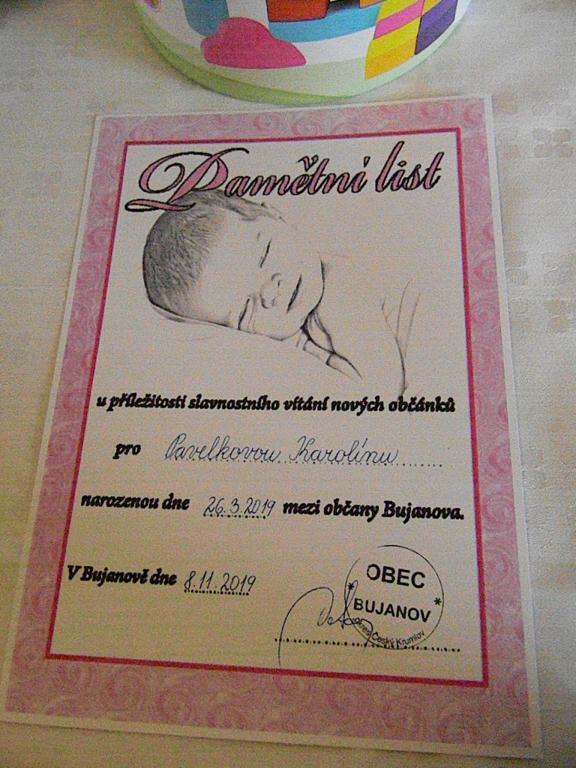 Pamětní list
u příležitosti slavnostního vítání nových občánků
pro Pavelkovou Karolínu
narozenou dne 26.3.2019 mezi občany Bujanova.
V Bujanově dne 8.11.2019
OBEC
* BUJANOV *
okres Český Krumlov